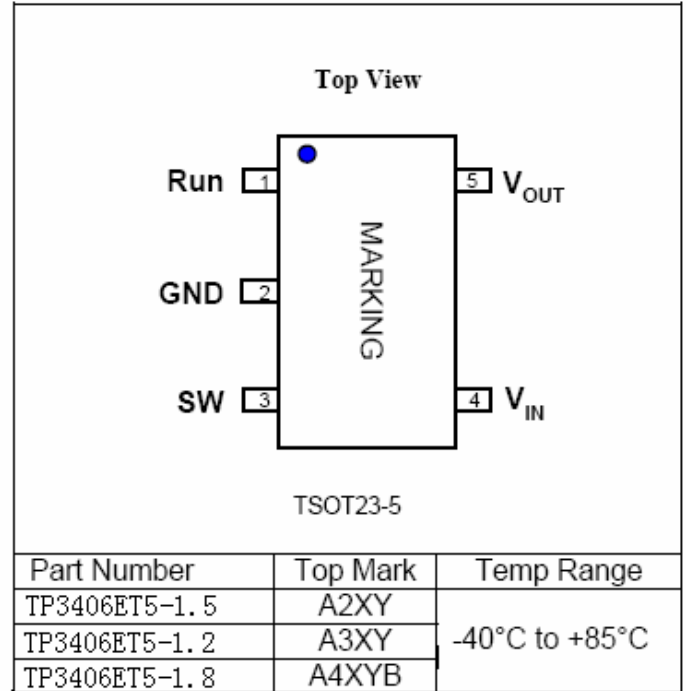 Top View
Run 1 5 VOUT
MARKING
GND 2
SW 3 4 VIN
TSOT23-5
Part Number Top Mark Temp Range
TP3406ET5-1.5 A2XY
TP3406ET5-1.2 A3XY -40°C to +85°C
TP3406ET5-1.8 A4XYB